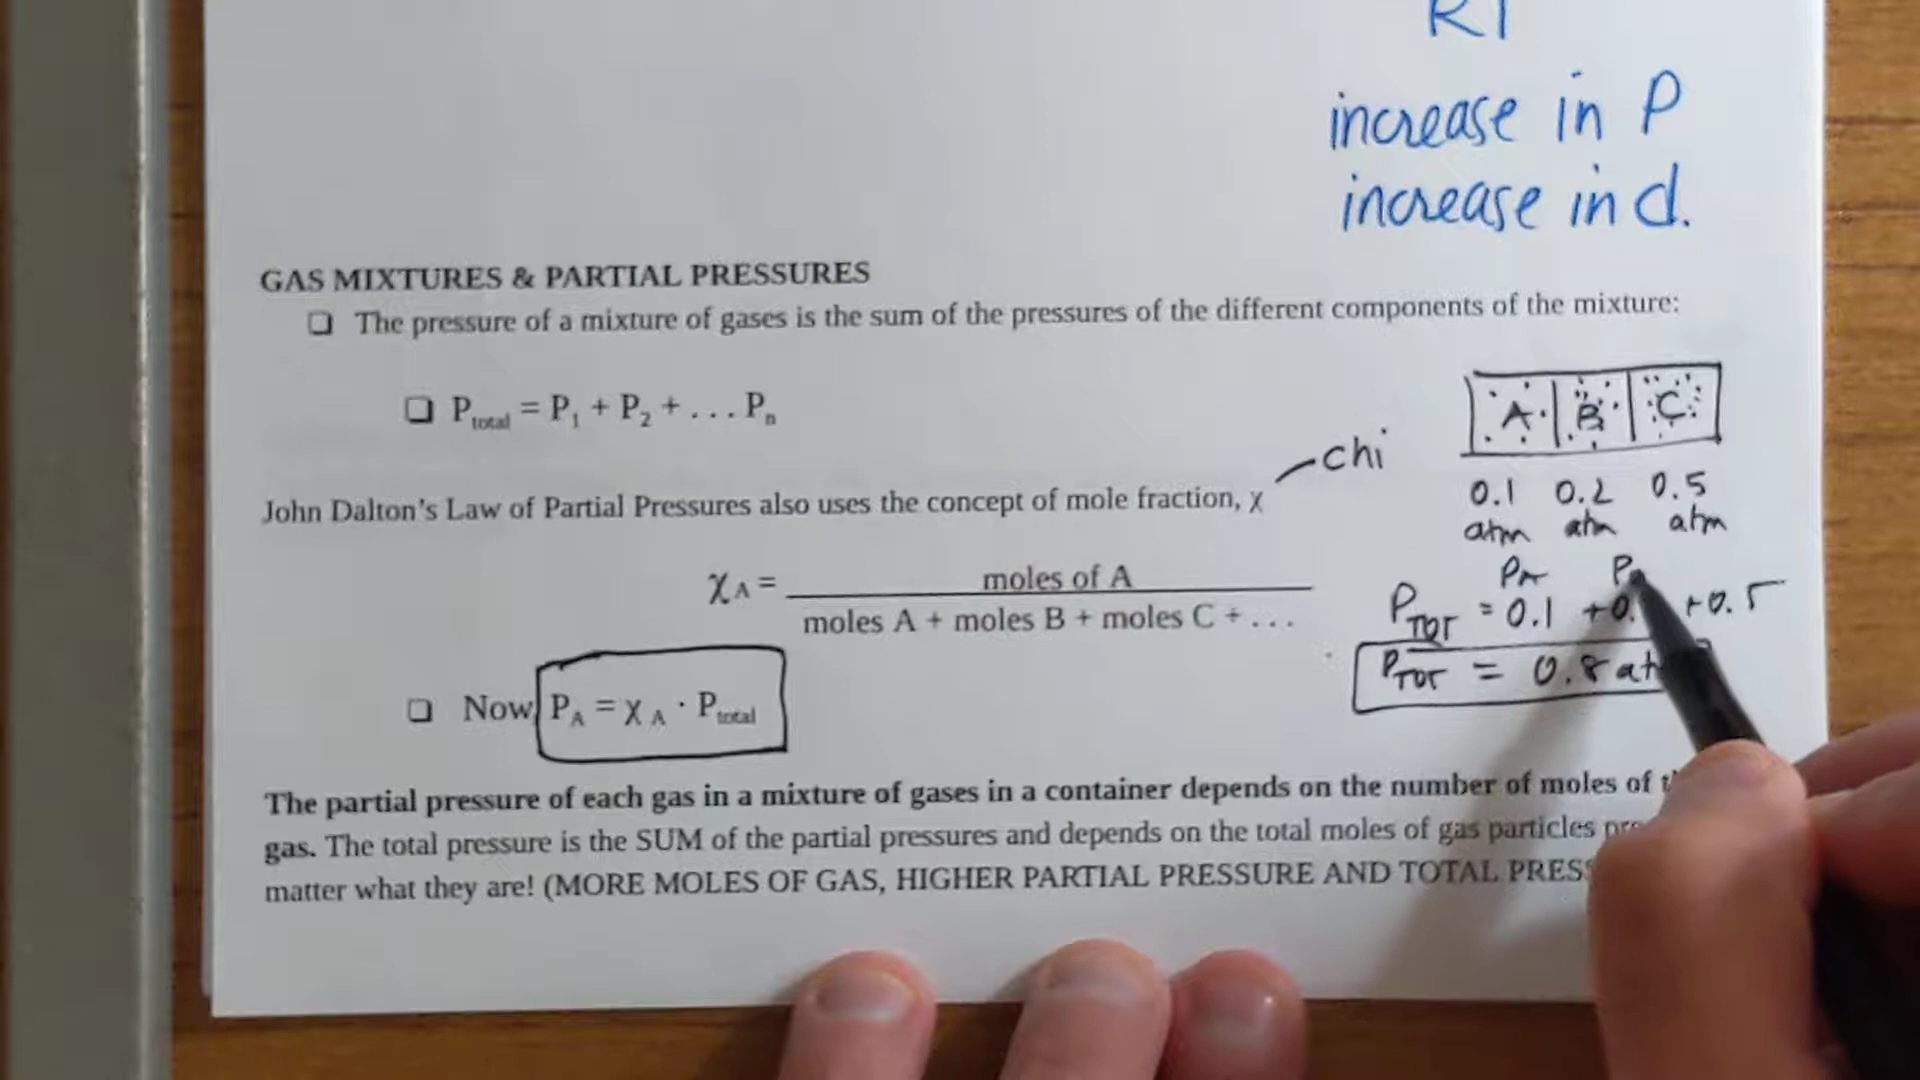 RT
increase in P
increase in d.
GAS MIXTURES & PARTIAL PRESSURES
❑ The pressure of a mixture of gases is the sum of the pressures of the different components of the mixture:
A B C
❑ Ptotal = P1 + P2 + . . . Pn
chi
0.1 0.2 0.5
atm atm atm
John Dalton's Law of Partial Pressures also uses the concept of mole fraction, χ
PA P
χA = moles of A
moles A + moles B + moles C + . . .
PTOT = 0.1 +0. +0.5
PTOT = 0.8 at
❑ Now PA = χA · Ptotal
The partial pressure of each gas in a mixture of gases in a container depends on the number of moles of
gas. The total pressure is the SUM of the partial pressures and depends on the total moles of gas particles
matter what they are! (MORE MOLES OF GAS, HIGHER PARTIAL PRESSURE AND TOTAL